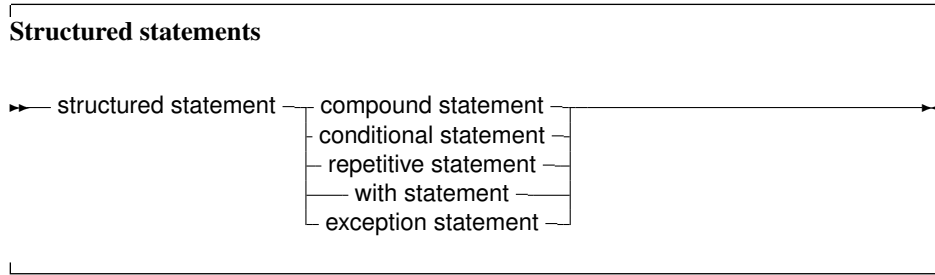 Structured statements
structured statement compound statement
conditional statement
repetitive statement
with statement
exception statement